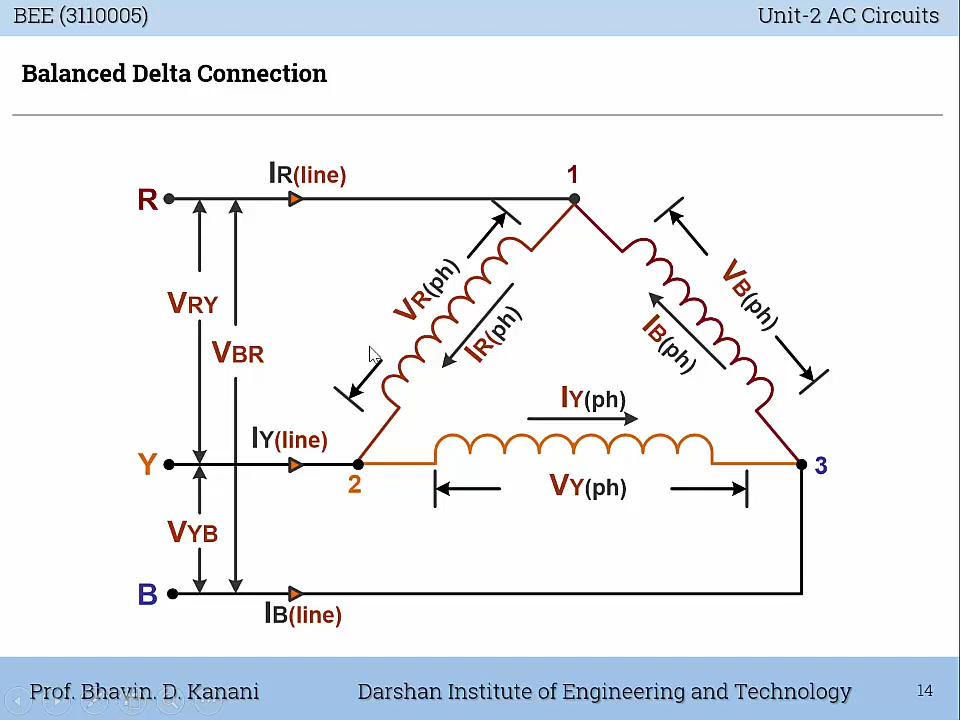 BEE (3110005)
Unit-2 AC Circuits
Balanced Delta Connection
IR(line)
1
R
VR(ph)
VB(ph)
VRY
IR(ph)
IB(ph)
VBR
IY(ph)
IY(line)
Y
2
3
VY(ph)
VYB
B
IB(line)
Prof. Bhavin. D. Kanani
Darshan Institute of Engineering and Technology
14